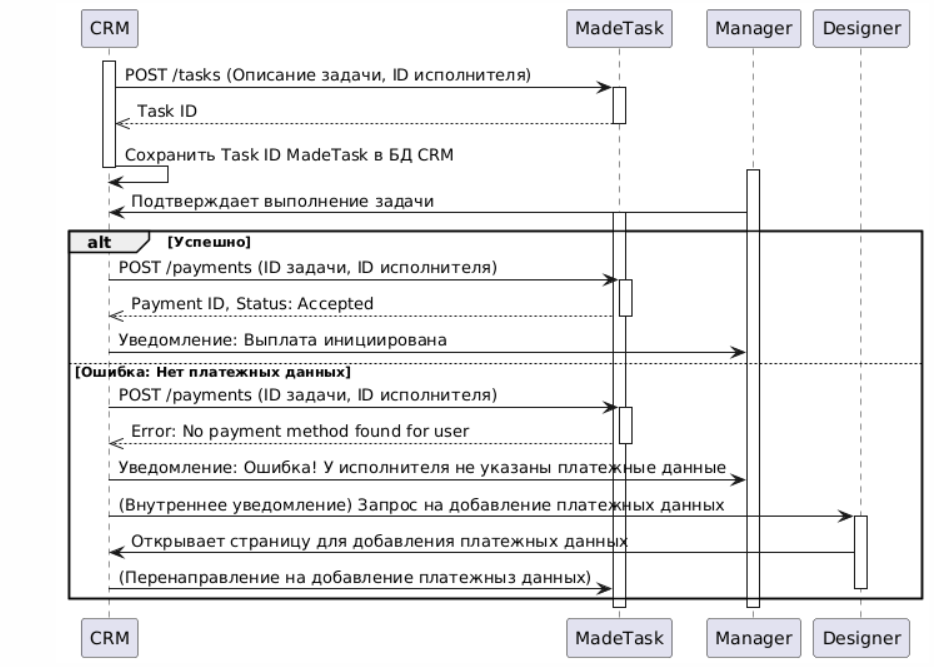 CRM MadeTask Manager Designer
POST /tasks (Описание задачи, ID исполнителя)
Task ID
Сохранить Task ID MadeTask в БД CRM
Подтверждает выполнение задачи
alt [Успешно]
POST /payments (ID задачи, ID исполнителя)
Payment ID, Status: Accepted
Уведомление: Выплата инициирована
[Ошибка: Нет платежных данных]
POST /payments (ID задачи, ID исполнителя)
Error: No payment method found for user
Уведомление: Ошибка! У исполнителя не указаны платежные данные
(Внутреннее уведомление) Запрос на добавление платежных данных
Открывает страницу для добавления платежных данных
(Перенаправление на добавление платежныз данных)
CRM MadeTask Manager Designer